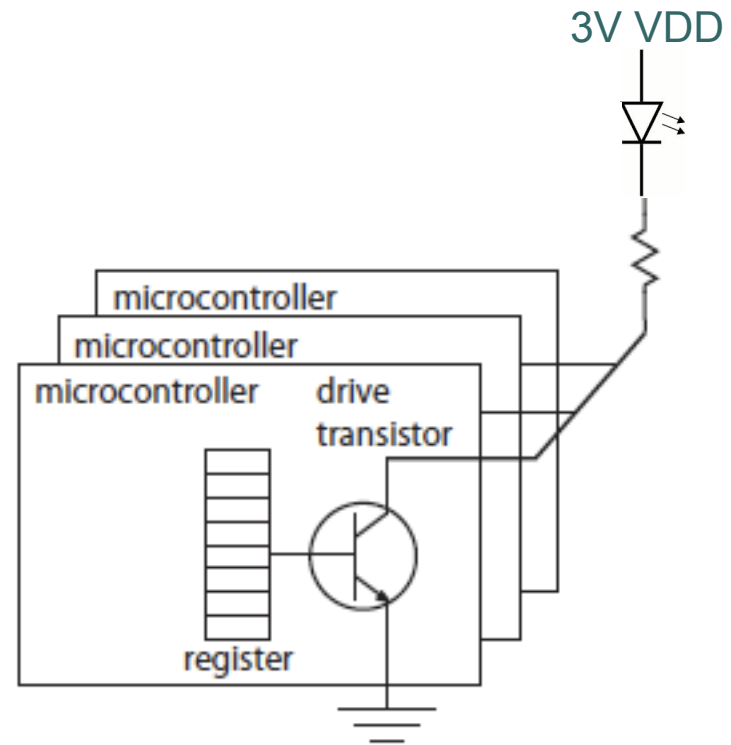 3V VDD
microcontroller
microcontroller
microcontroller
drive
transistor
register